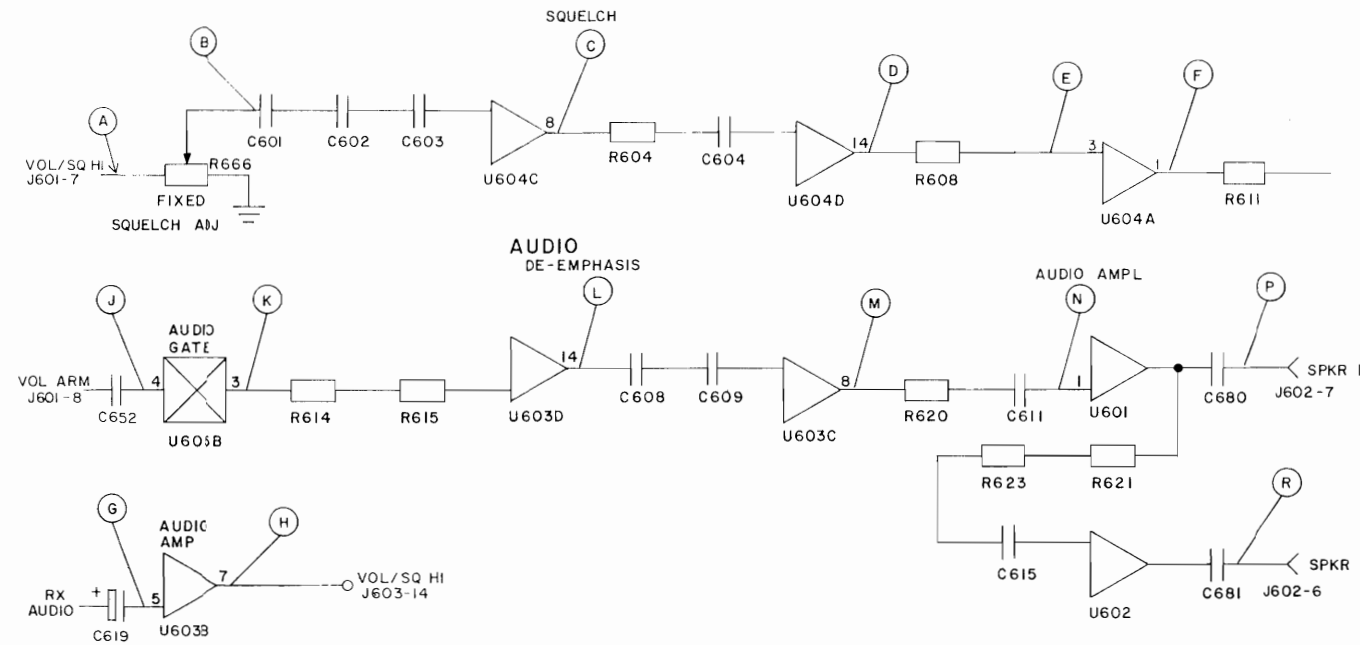 SQUELCH
B
C
D
E
F
A
C601
C602
C603
8
R604
C604
14
R608
3
1
R611
VOL/SQ HI
J601-7
R666
FIXED
SQUELCH ADJ
U604C
U604D
U604A
AUDIO
DE-EMPHASIS
AUDIO AMPL
J
K
L
M
N
P
AUDIO
GATE
VOL ARM
J601-8
C652
4
3
U606B
R614
R615
14
U603D
C608
C609
8
U603C
R620
C611
1
U601
C680
SPKR
J602-7
R623
R621
G
H
R
AUDIO
AMP
RX
AUDIO
+
C619
5
7
U603B
VOL/SQ HI
J603-14
C615
U602
C681
SPKR
J602-6